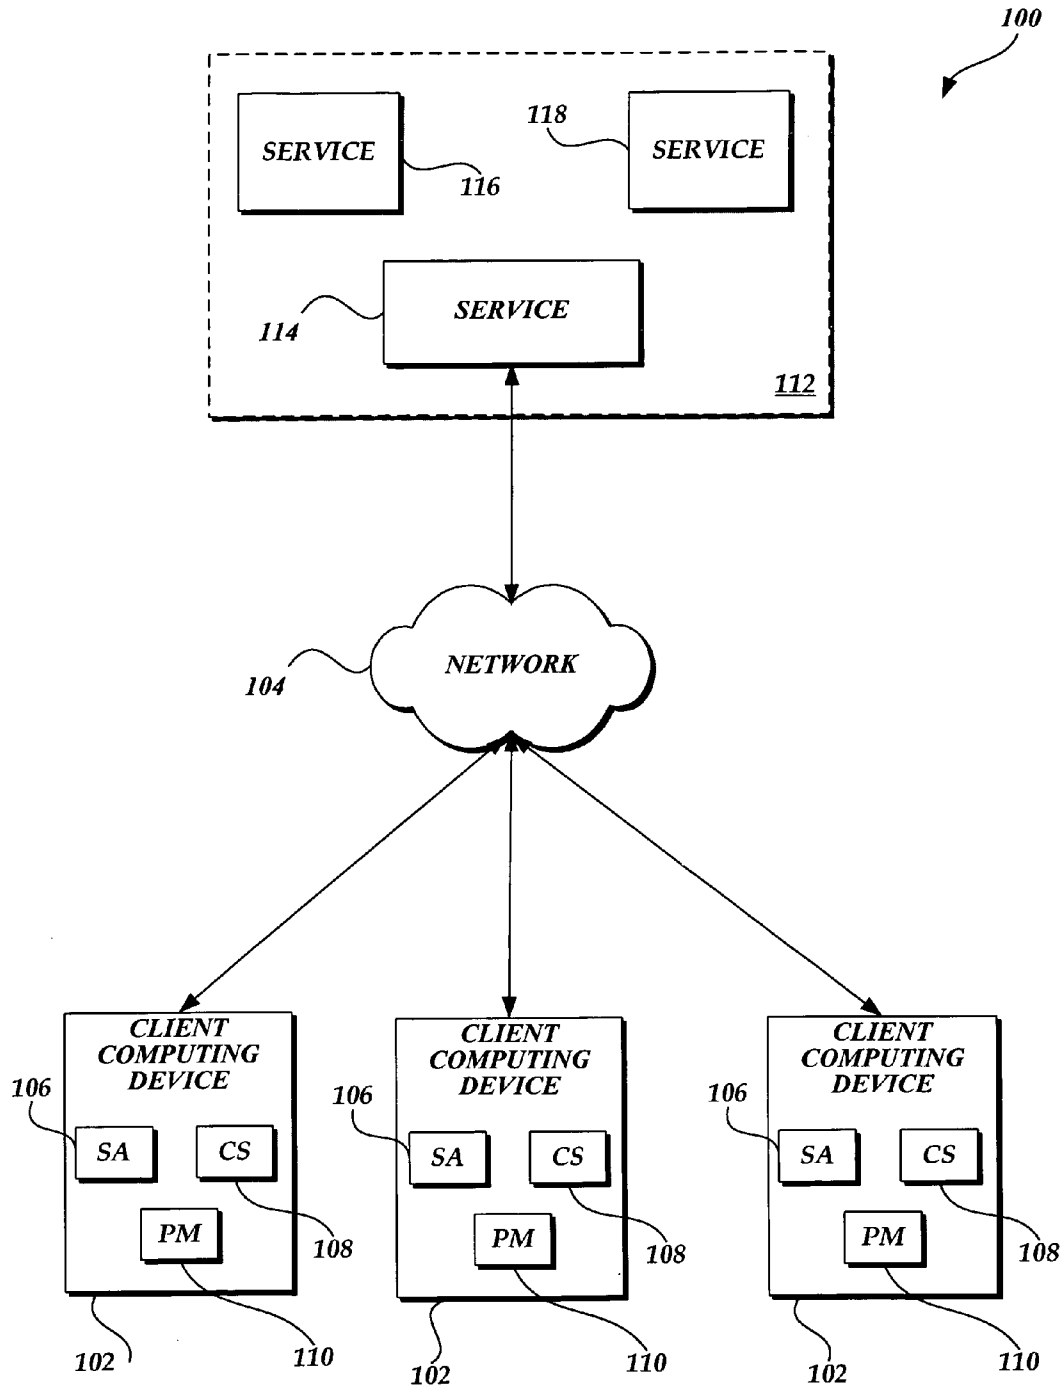 100
SERVICE
116
118
SERVICE
114
SERVICE
112
104
NETWORK
CLIENT
COMPUTING
DEVICE
106
SA
CS
PM
108
102
110
CLIENT
COMPUTING
DEVICE
106
SA
CS
PM
108
102
110
CLIENT
COMPUTING
DEVICE
106
SA
CS
PM
108
102
110